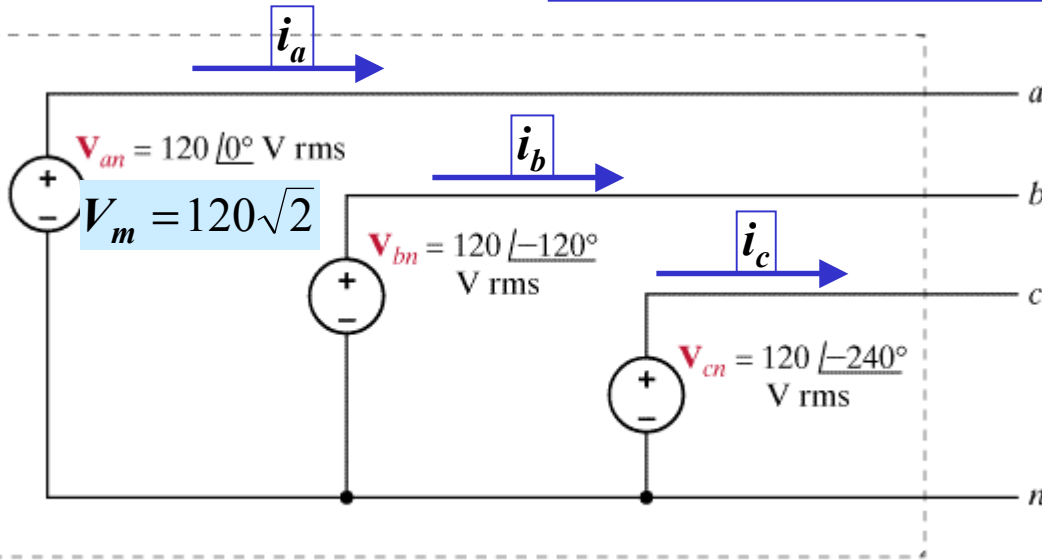 i_a
a
V_an = 120 /0° V rms
V_m = 120√2
i_b
b
V_bn = 120 /−120°
V rms
i_c
c
V_cn = 120 /−240°
V rms
n
+
−
+
−
+
−